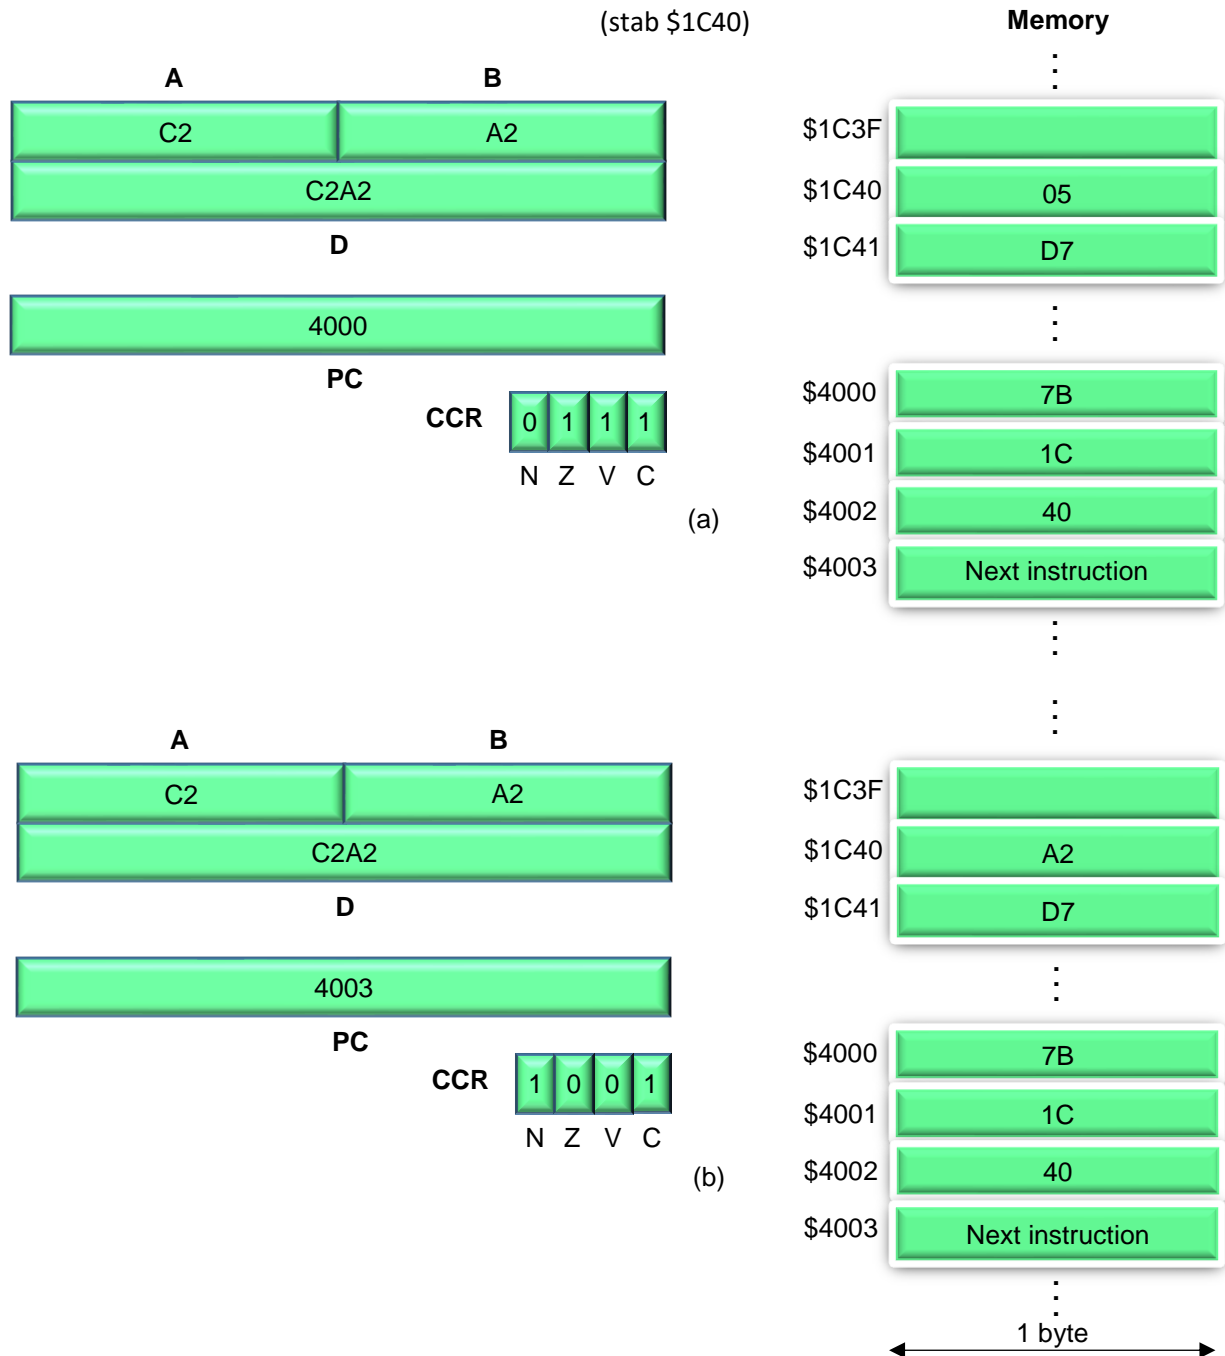 (stab $1C40)
Memory
A B
C2 A2
C2A2
D
4000
PC
CCR 0 1 1 1
N Z V C
(a)
$1C3F
$1C40 05
$1C41 D7
$4000 7B
$4001 1C
$4002 40
$4003 Next instruction
A B
C2 A2
C2A2
D
4003
PC
CCR 1 0 0 1
N Z V C
(b)
$1C3F
$1C40 A2
$1C41 D7
$4000 7B
$4001 1C
$4002 40
$4003 Next instruction
1 byte